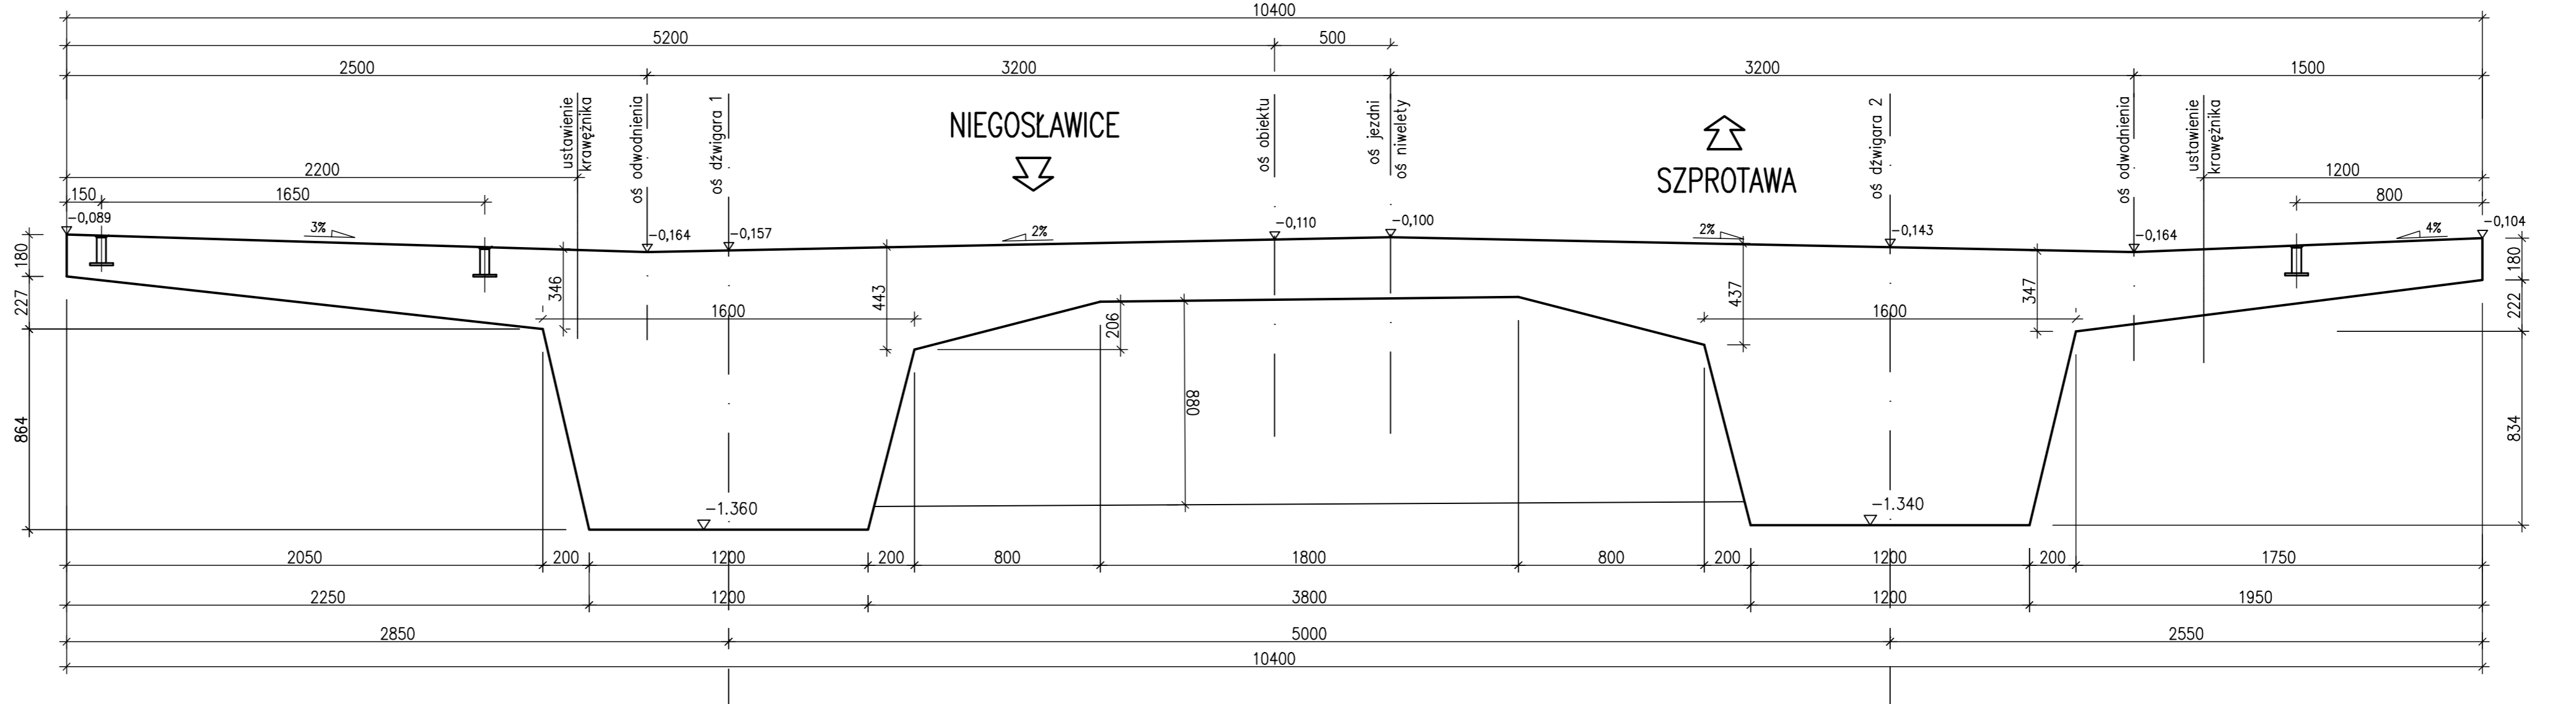 10400
5200 500
2500 3200 3200 1500
ustawienie
krawężnika
oś odwodnienia
oś dźwigara 1
NIEGOSŁAWICE
oś obiektu
oś jezdni
oś niwelety
SZPROTAWA
oś dźwigara 2
oś odwodnienia
ustawienie
krawężnika
2200 1200
150 1650 800
-0,089 3% -0,164 -0,157 2% -0,110 -0,100 2% -0,143 -0,164 4% -0,104
180 346 443 437 347 180
227 1600 206 1600 222
864 880 834
-1.360 -1.340
2050 200 1200 200 800 1800 800 200 1200 200 1750
2250 1200 3800 1200 1950
2850 5000 2550
10400